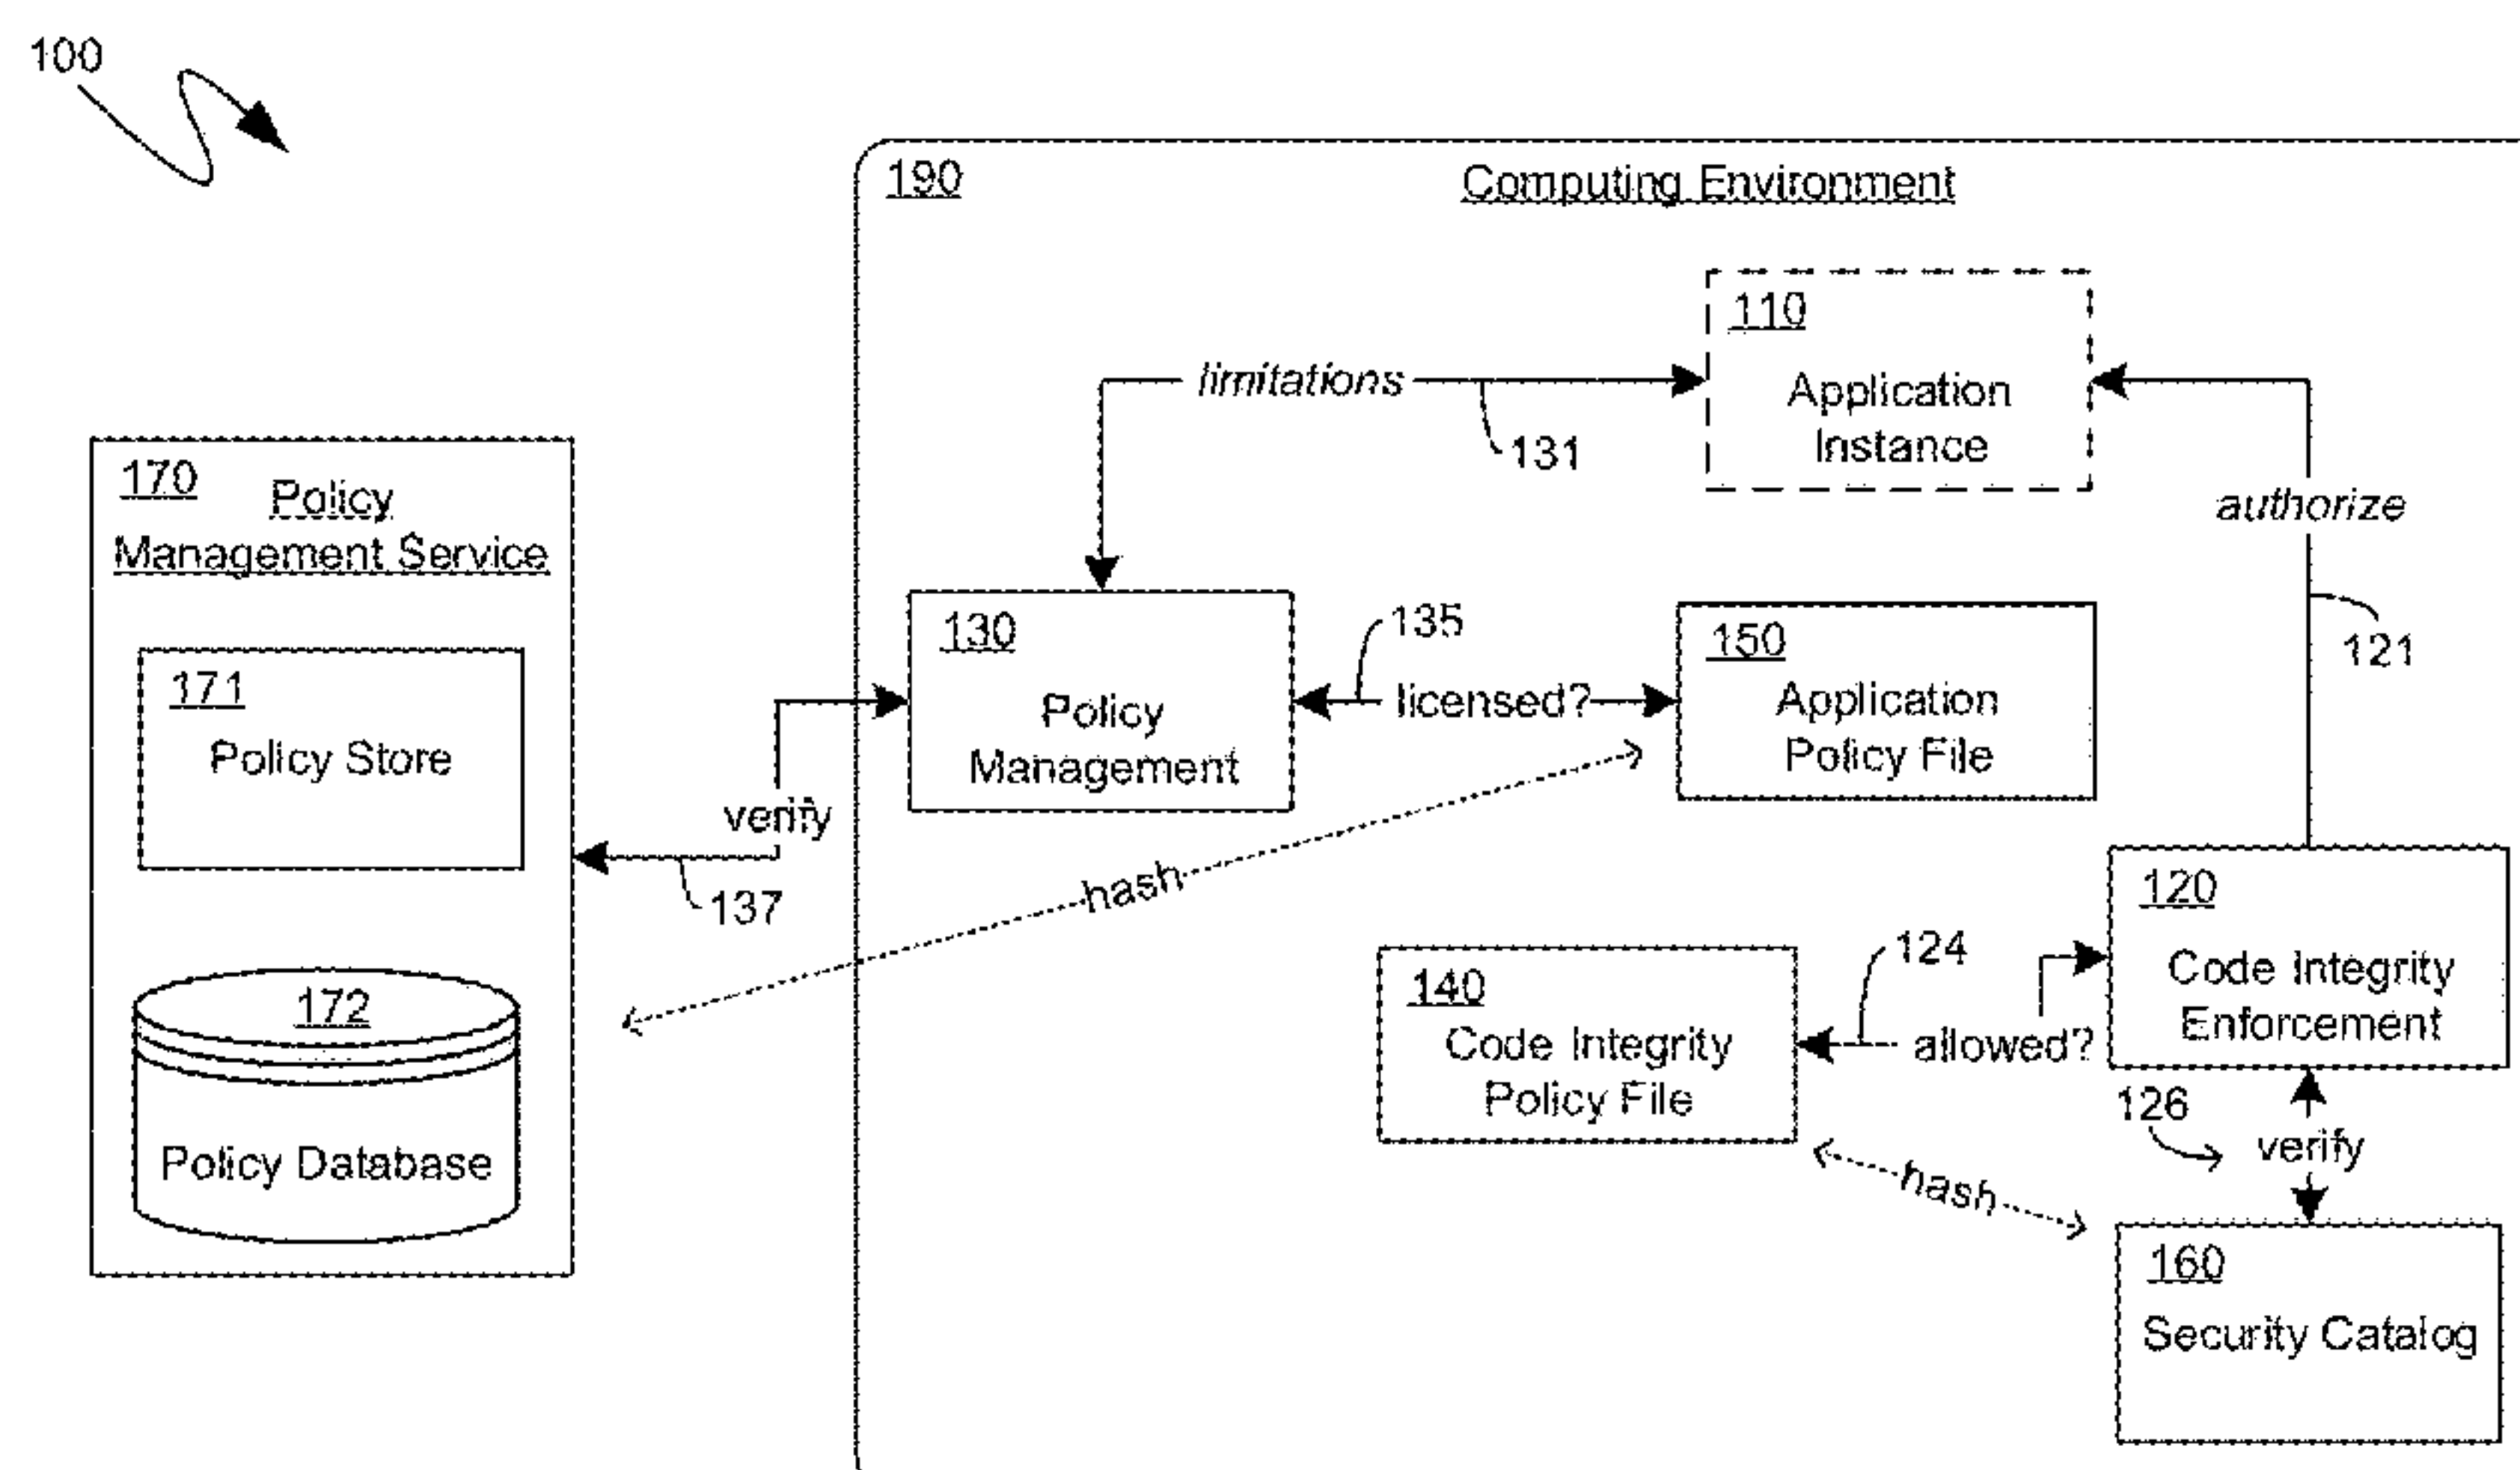 100
190
Computing Environment
110
Application
Instance
limitations
131
authorize
121
170
Policy
Management Service
171
Policy Store
172
Policy Database
verify
137
130
Policy
Management
135
licensed?
150
Application
Policy File
hash
120
Code Integrity
Enforcement
124
allowed?
140
Code Integrity
Policy File
126
verify
hash
160
Security Catalog